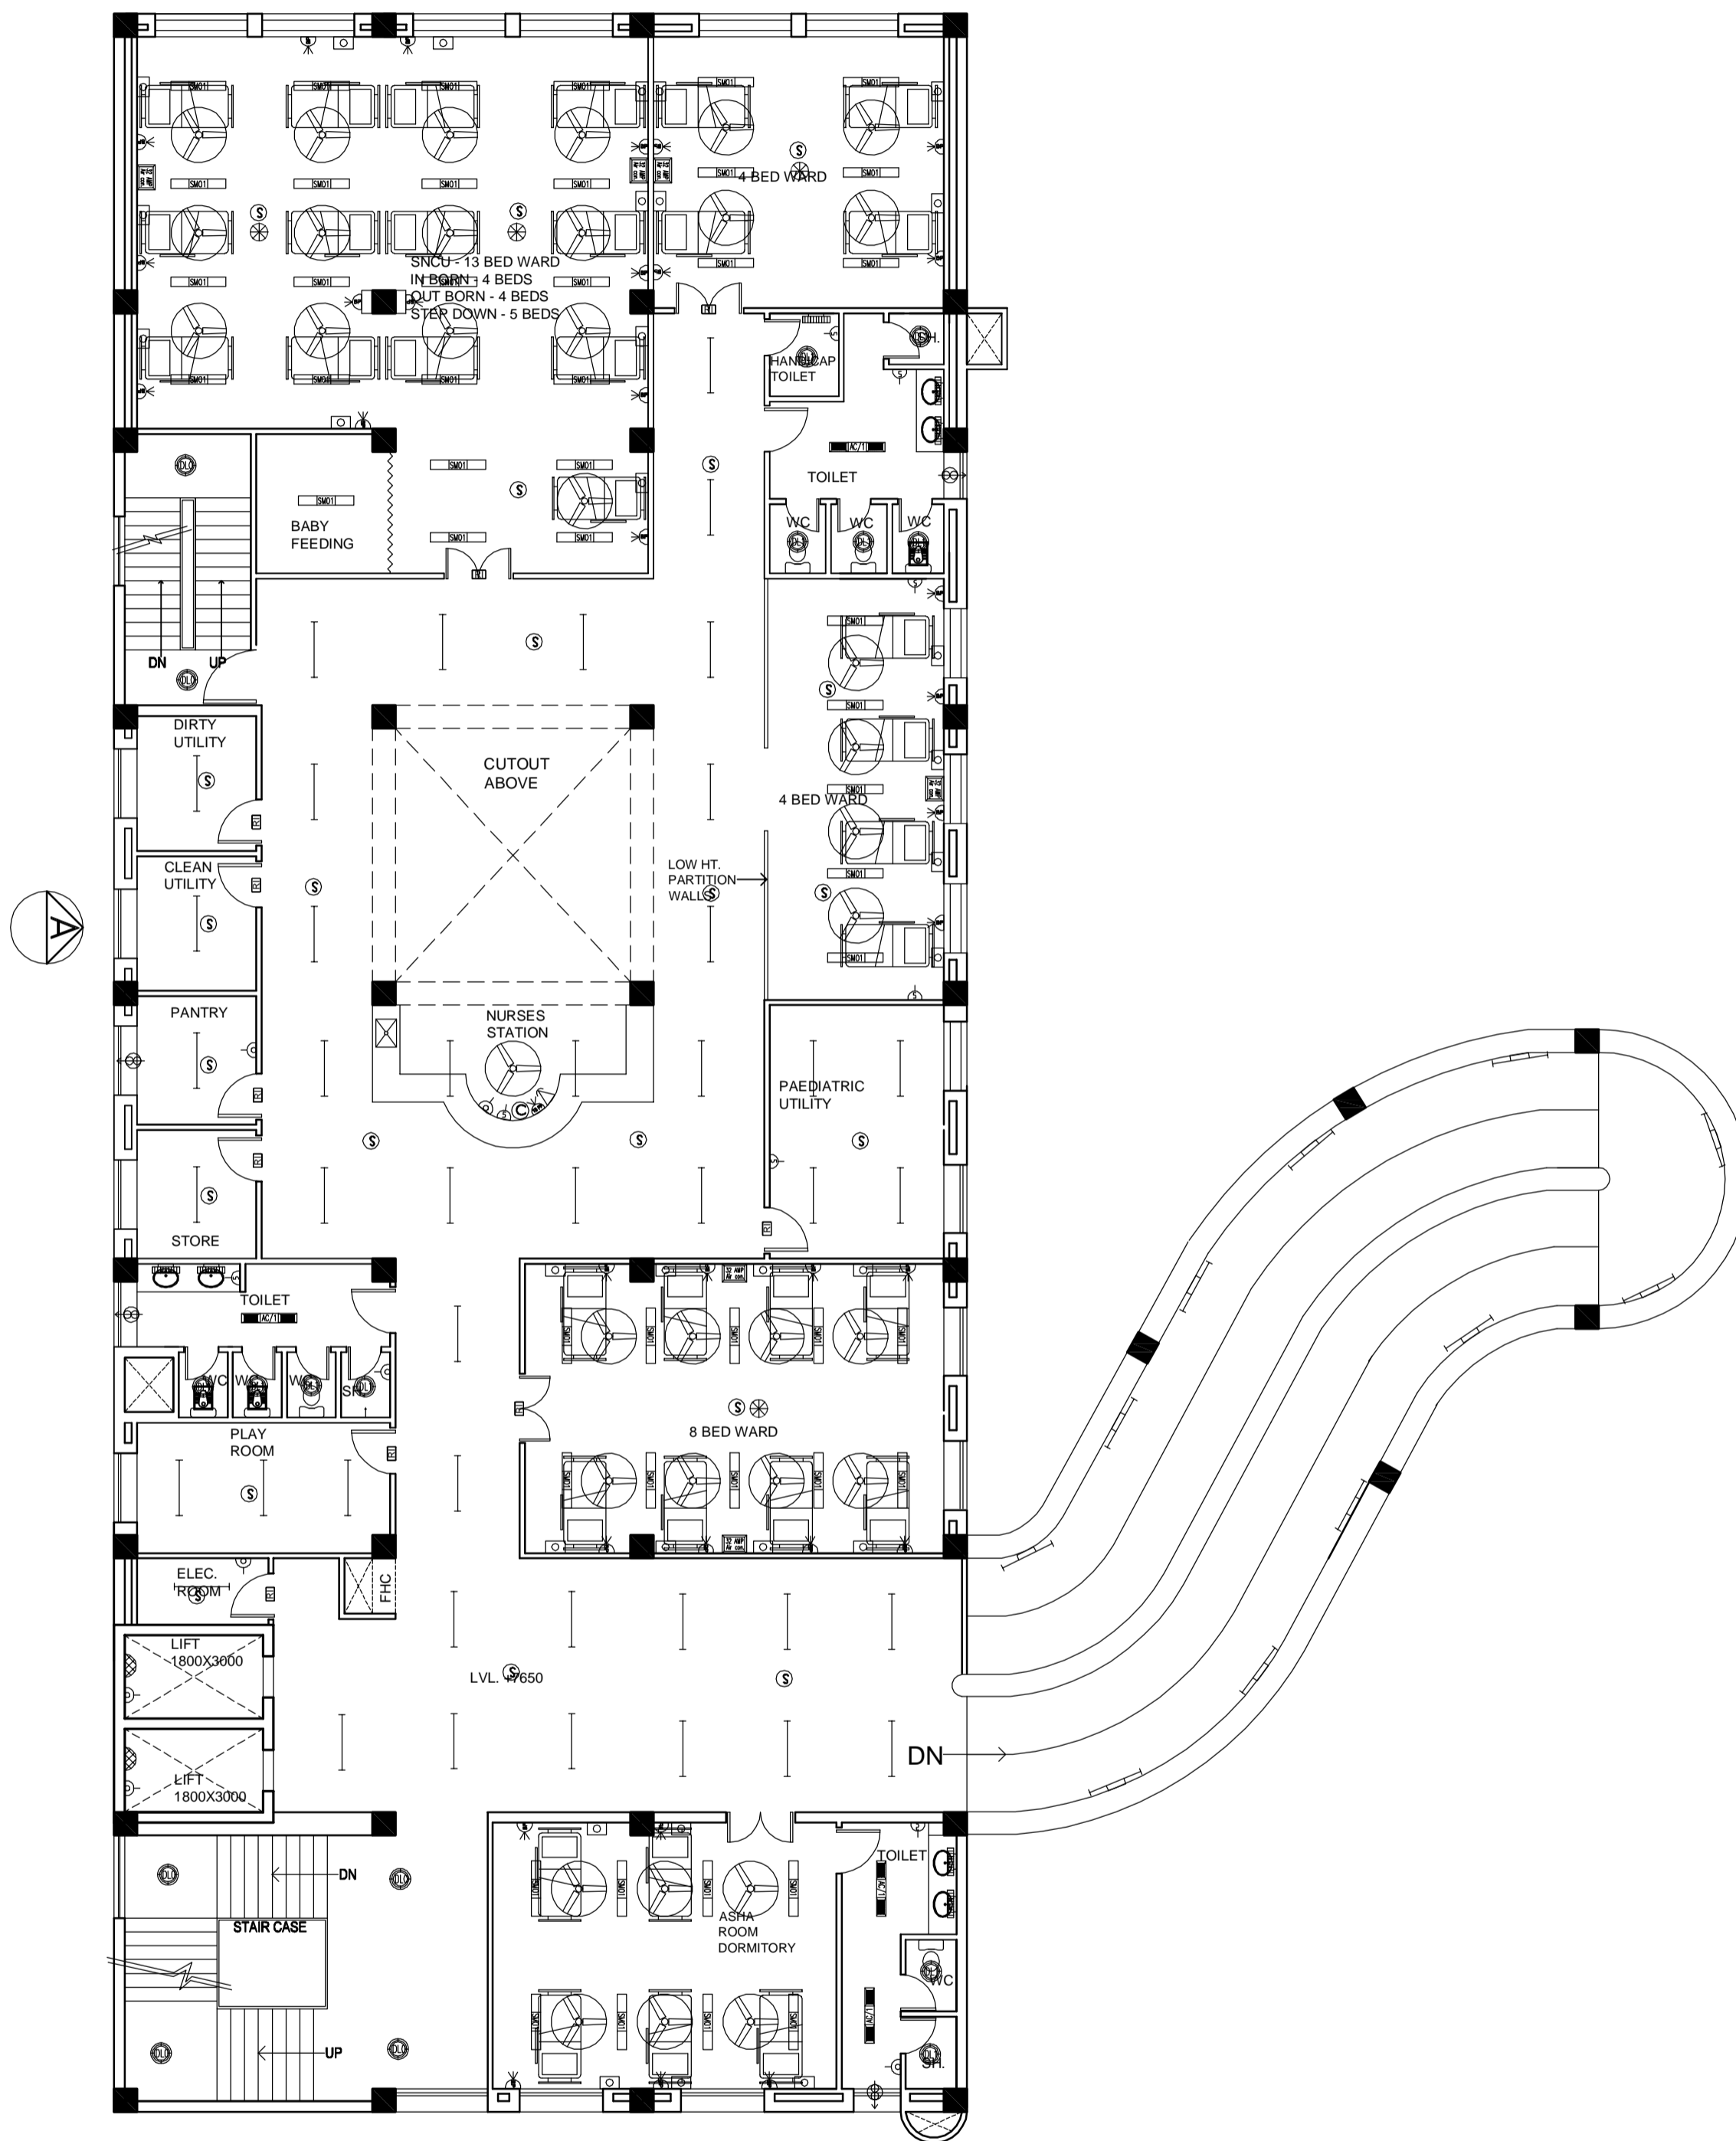 4 BED WARD
SNCU - 13 BED WARD
IN BORN - 4 BEDS
OUT BORN - 4 BEDS
STEP DOWN - 5 BEDS
HANDICAP
TOILET
SH.
TOILET
WC
WC
WC
BABY
FEEDING
DN
UP
DIRTY
UTILITY
CUTOUT
ABOVE
4 BED WARD
CLEAN
UTILITY
LOW HT.
PARTITION
WALLS
A
PANTRY
NURSES
STATION
PAEDIATRIC
UTILITY
STORE
TOILET
WC
WC
WC
SH.
PLAY
ROOM
8 BED WARD
ELEC.
ROOM
FHC
LIFT
1800X3000
LVL. +7650
LIFT
1800X3000
DN
DN
STAIR CASE
UP
ASHA
ROOM
DORMITORY
TOILET
WC
SH.